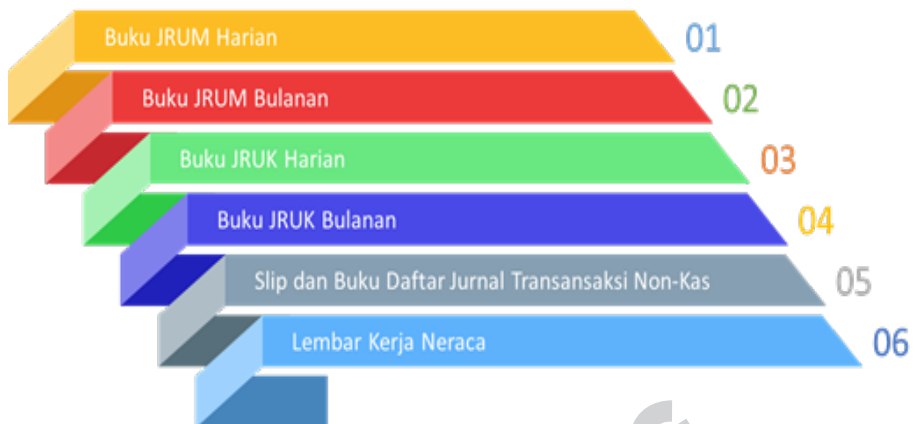 Buku JRUM Harian 01
Buku JRUM Bulanan 02
Buku JRUK Harian 03
Buku JRUK Bulanan 04
Slip dan Buku Daftar Jurnal Transansaksi Non-Kas 05
Lembar Kerja Neraca 06